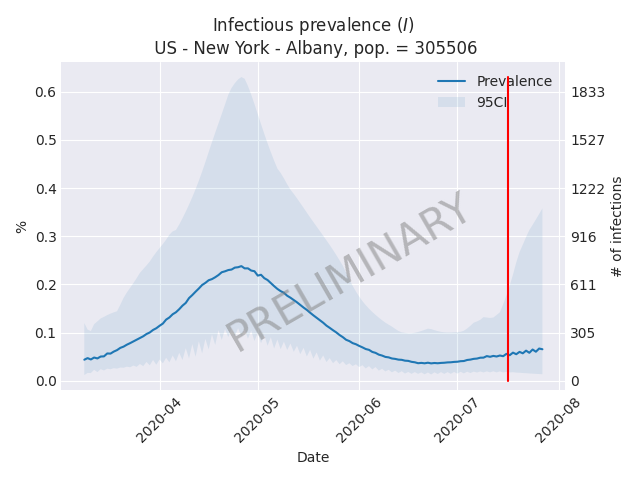 Infectious prevalence (I)
US - New York - Albany, pop. = 305506
Prevalence
95CI
0.6
0.5
0.4
0.3
0.2
0.1
0.0
%
1833
1527
1222
916
611
305
0
# of infections
PRELIMINARY
2020-04
2020-05
2020-06
2020-07
2020-08
Date